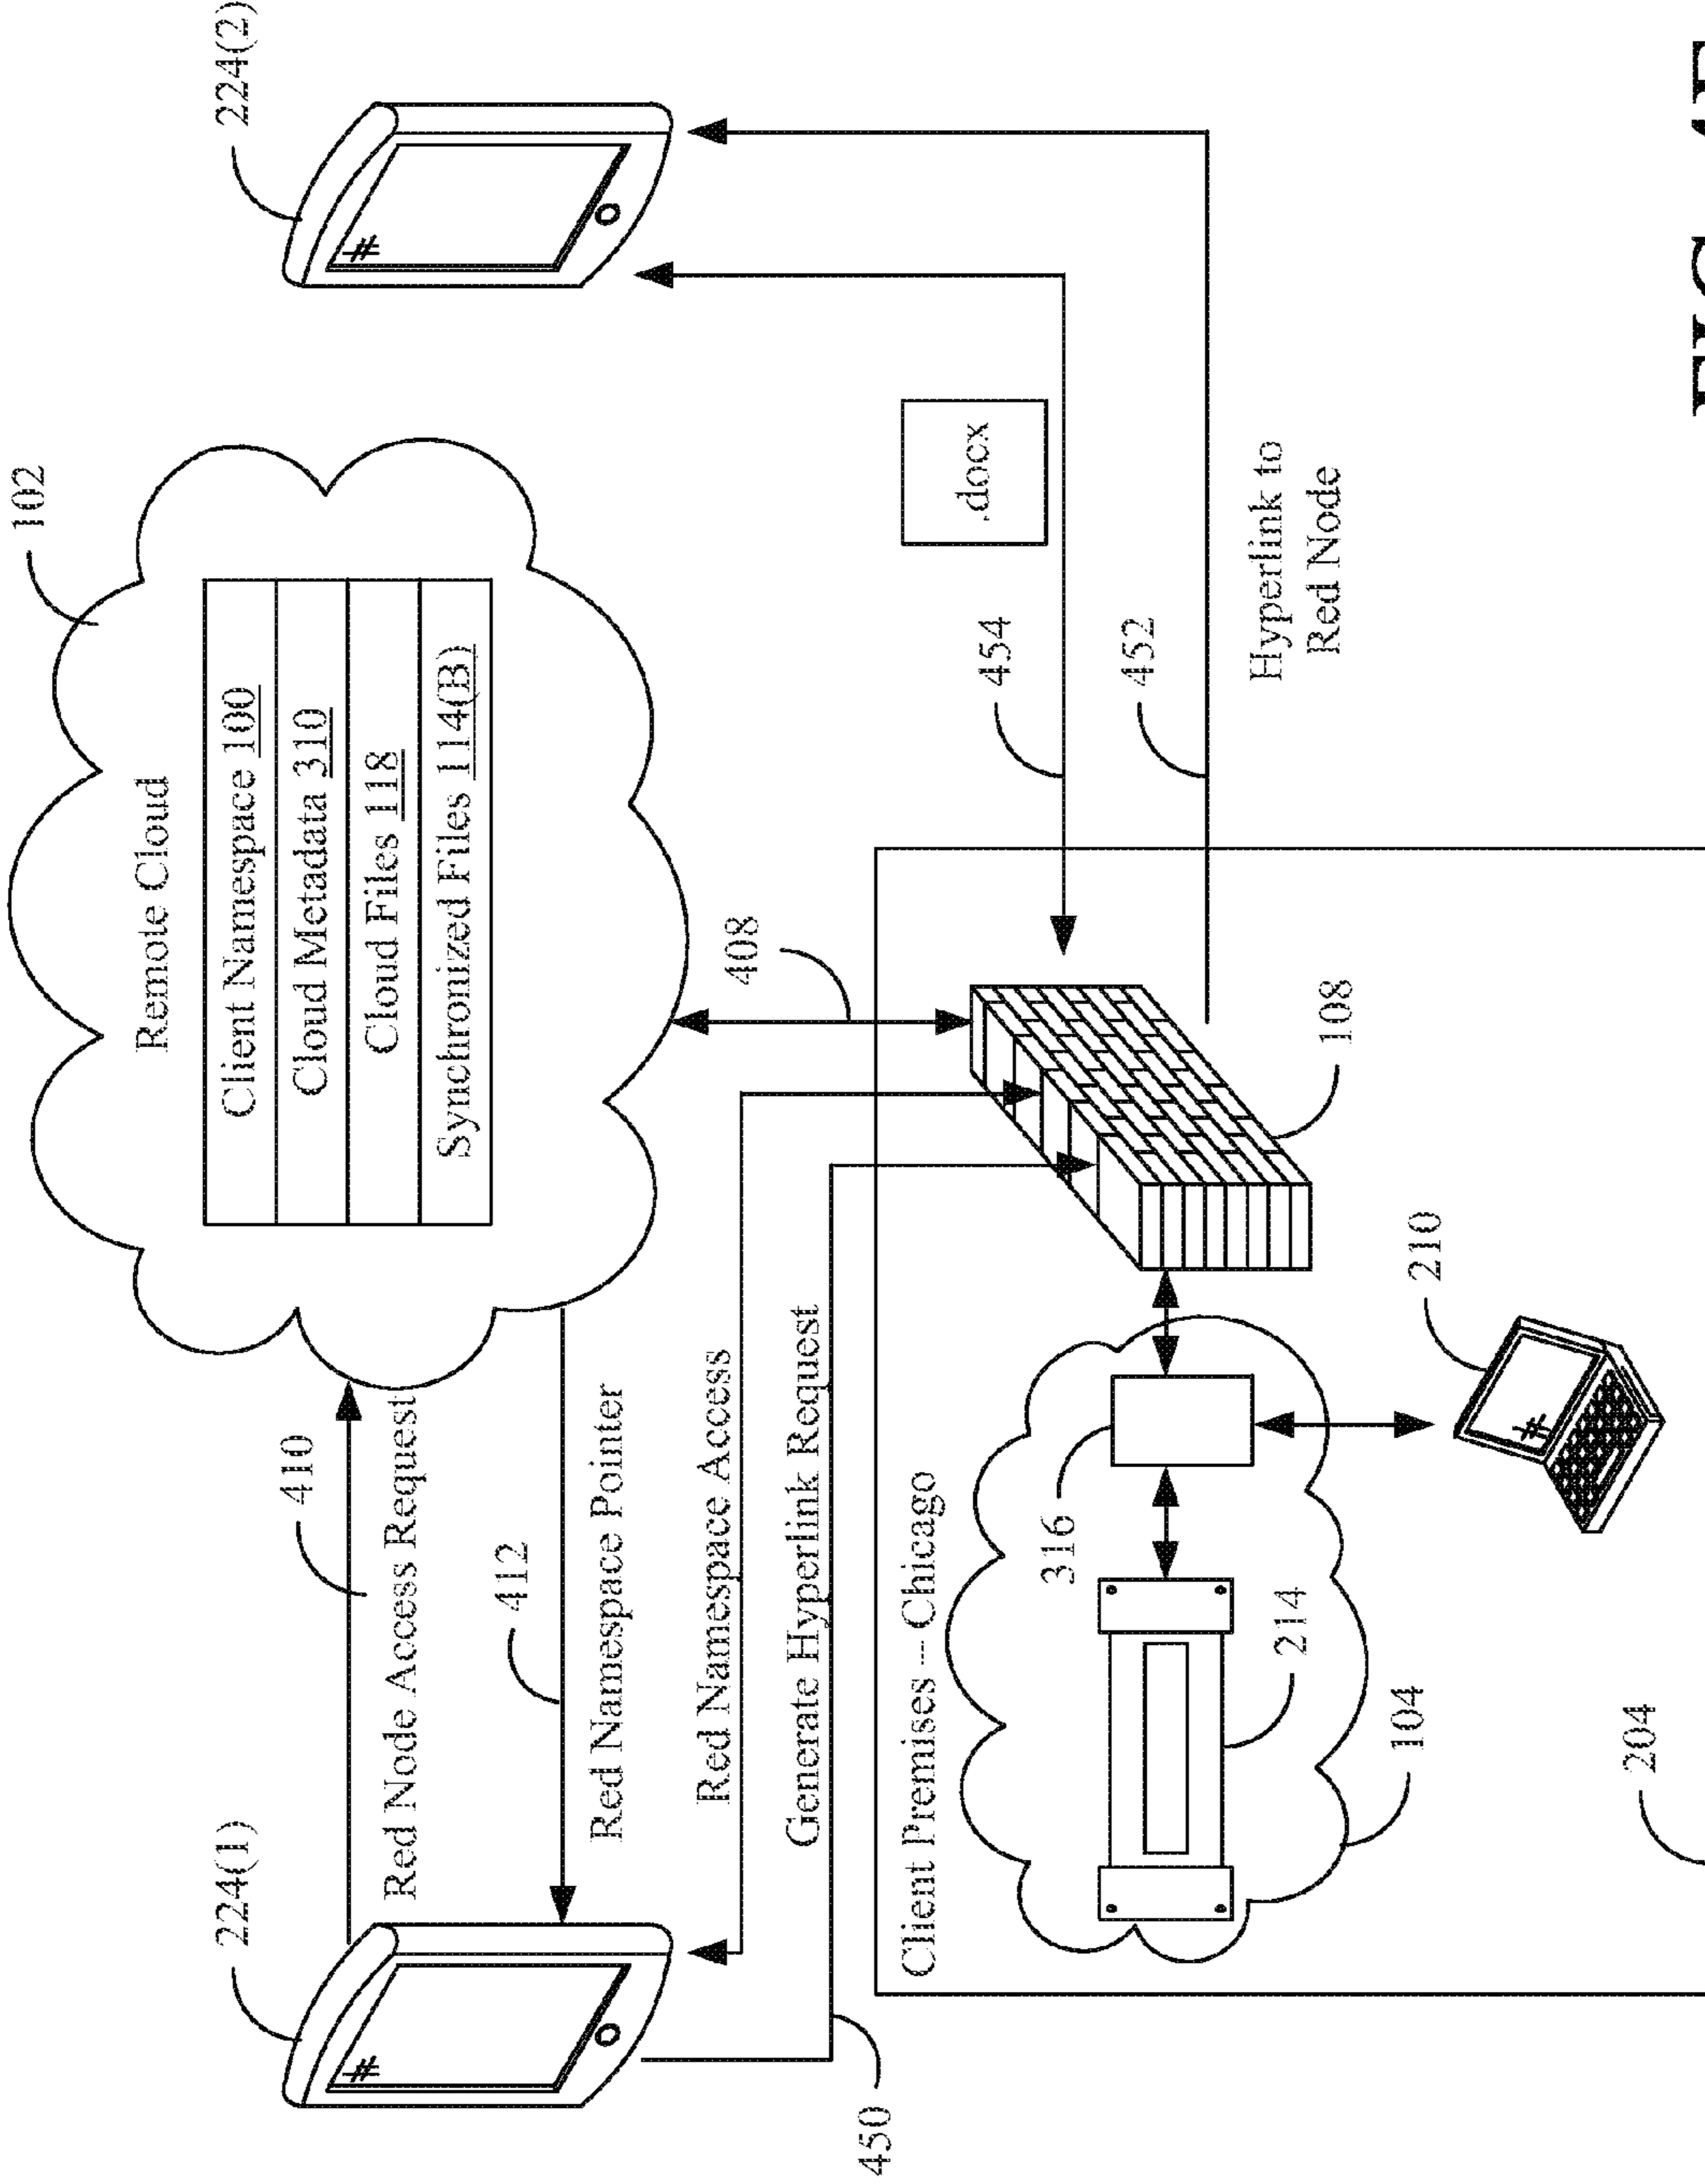 224(1)
410
Red Node Access Request
412
Red Namespace Pointer
Red Namespace Access
Generate Hyperlink Request
450
102
Remote Cloud
Client Namespace 100
Cloud Metadata 310
Cloud Files 118
Synchronized Files 114(B)
224(2)
408
.docx
454
452
Hyperlink to
Red Node
Client Premises -- Chicago
316
214
104
108
210
204